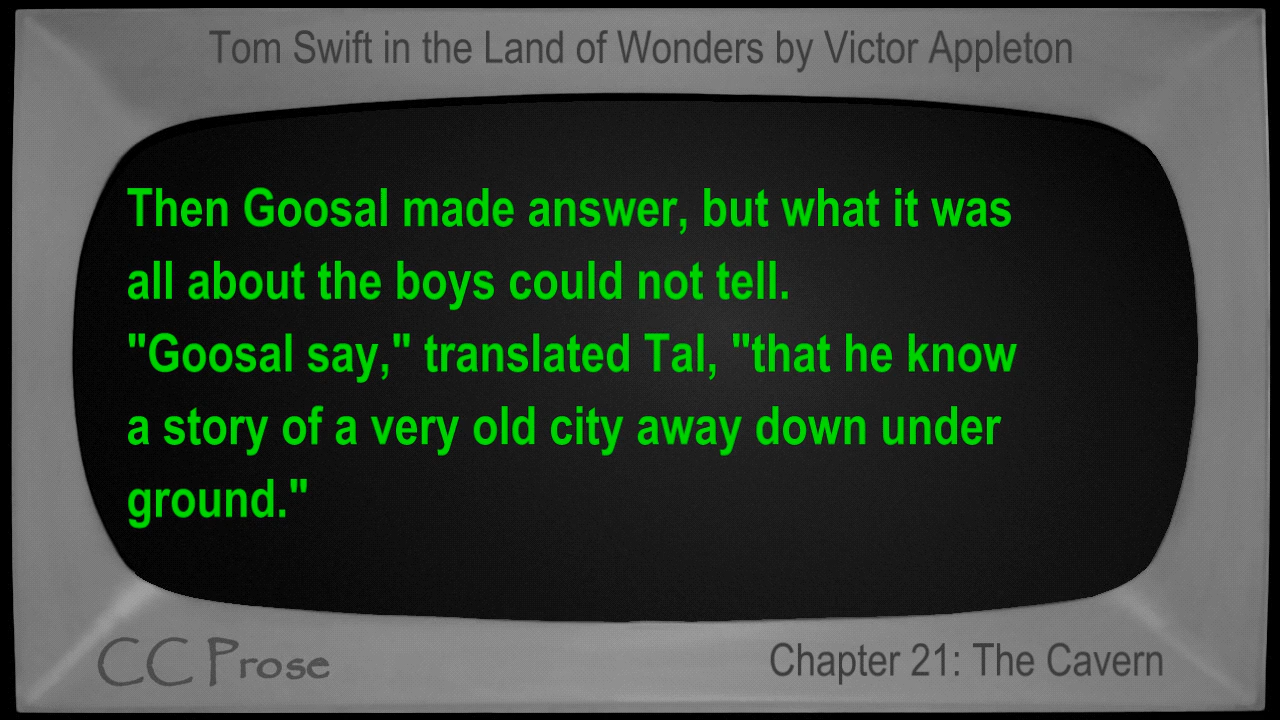 Tom Swift in the Land of Wonders by Victor Appleton
Then Goosal made answer, but what it was
all about the boys could not tell.
"Goosal say," translated Tal, "that he know
a story of a very old city away down under
ground."
CC Prose
Chapter 21: The Cavern